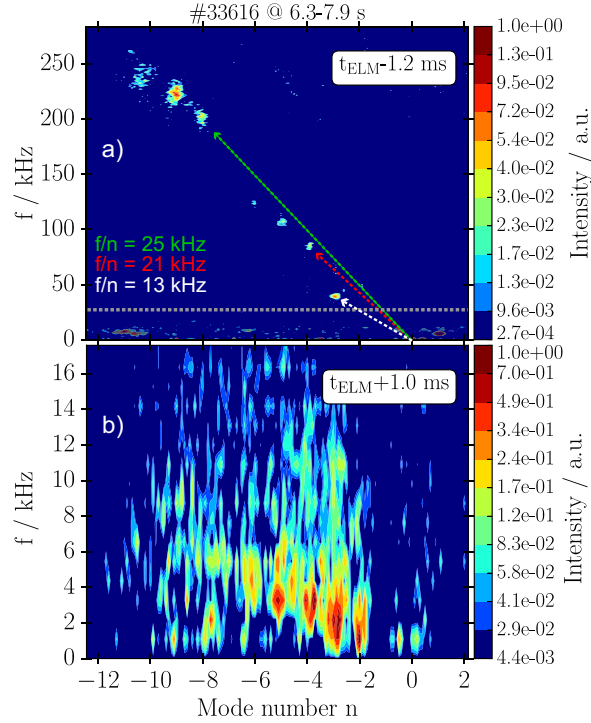 #33616 @ 6.3-7.9 s
t_ELM-1.2 ms
a)
f/n = 25 kHz
f/n = 21 kHz
f/n = 13 kHz
f / kHz
250
200
150
100
50
0
1.0e+00
1.3e-01
9.5e-02
7.2e-02
5.4e-02
4.0e-02
3.0e-02
2.3e-02
1.7e-02
1.3e-02
9.6e-03
2.7e-04
Intensity / a.u.
t_ELM+1.0 ms
b)
f / kHz
16
14
12
10
8
6
4
2
0
1.0e+00
7.0e-01
4.9e-01
3.4e-01
2.4e-01
1.7e-01
1.2e-01
8.3e-02
5.9e-02
4.1e-02
2.9e-02
4.4e-03
Intensity / a.u.
−12 −10 −8 −6 −4 −2 0 2
Mode number n